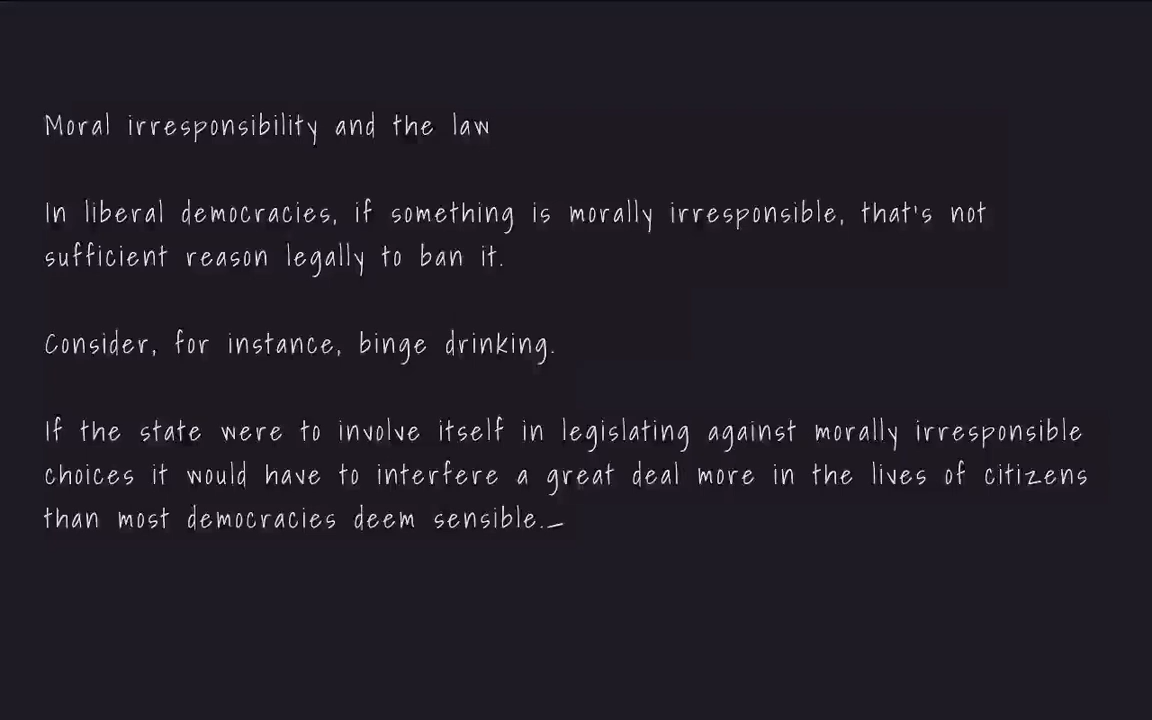 Moral irresponsibility and the law
In liberal democracies, if something is morally irresponsible, that's not
sufficient reason legally to ban it.
Consider, for instance, binge drinking.
If the state were to involve itself in legislating against morally irresponsible
choices it would have to interfere a great deal more in the lives of citizens
than most democracies deem sensible._